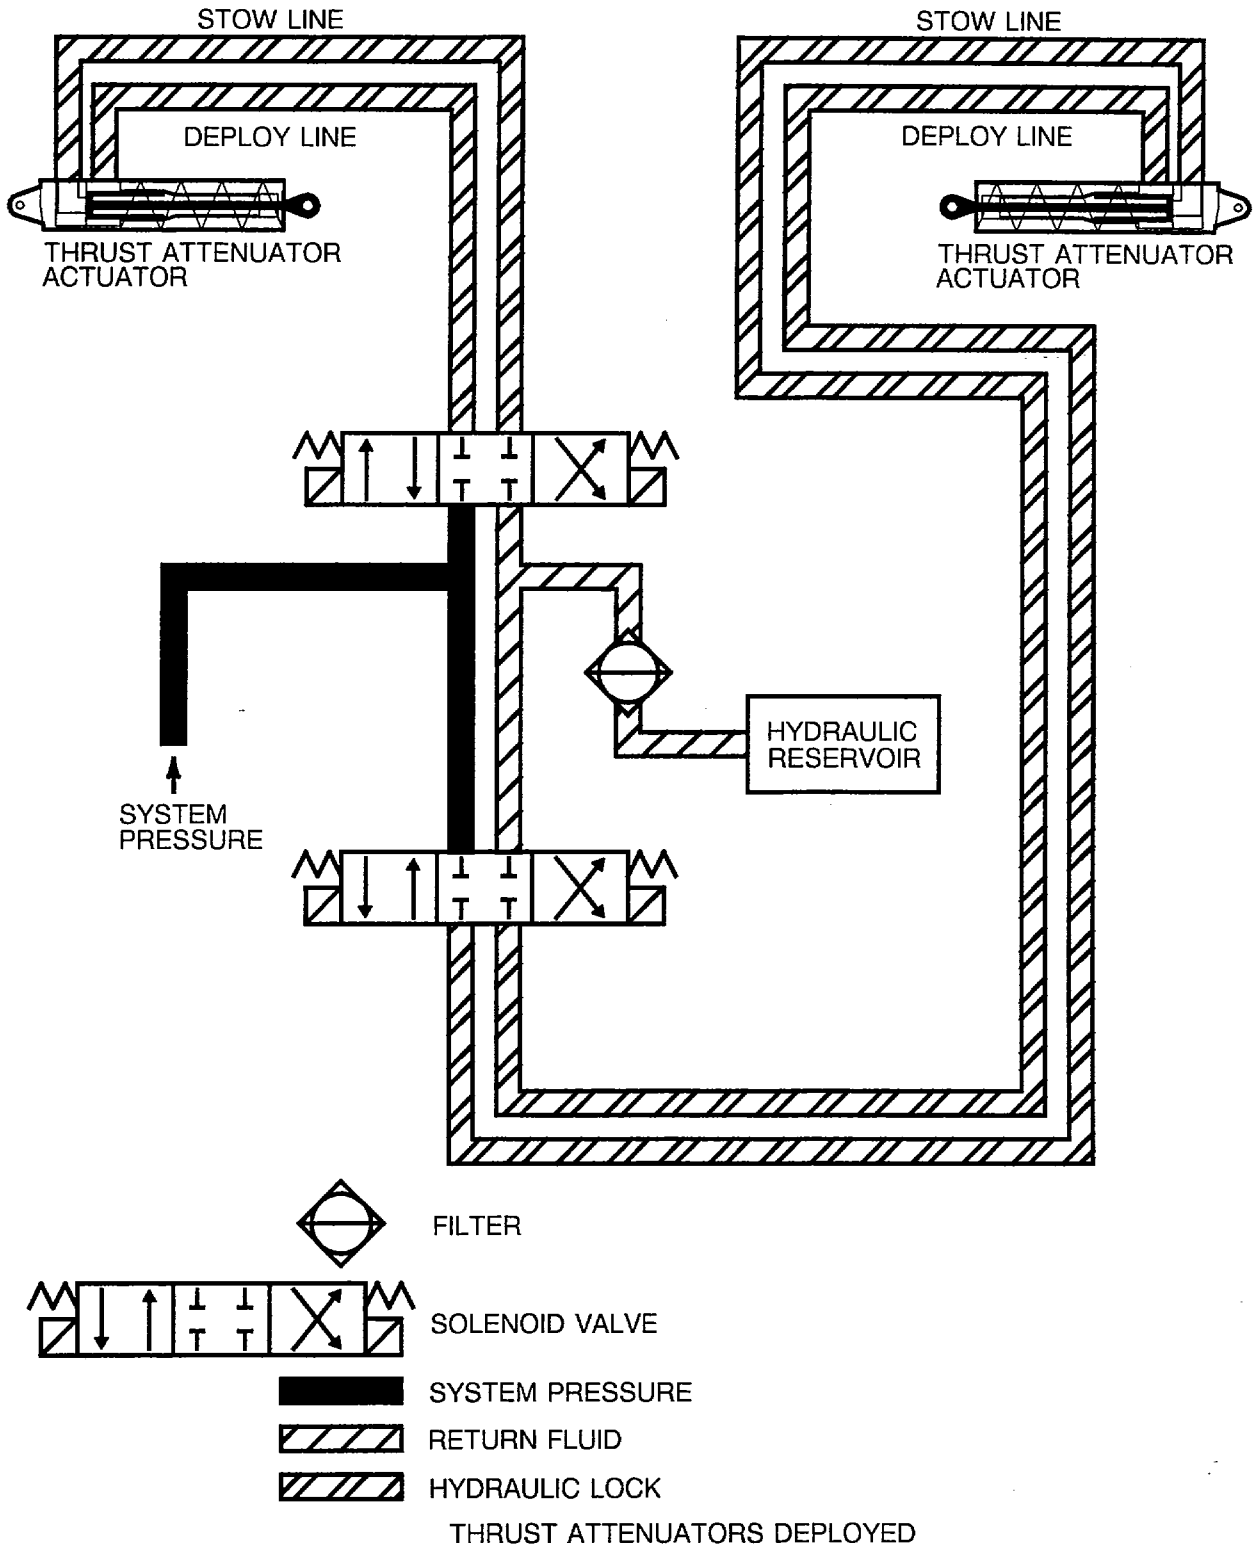 STOW LINE
STOW LINE
DEPLOY LINE
DEPLOY LINE
THRUST ATTENUATOR
ACTUATOR
THRUST ATTENUATOR
ACTUATOR
HYDRAULIC
RESERVOIR
SYSTEM
PRESSURE
FILTER
SOLENOID VALVE
SYSTEM PRESSURE
RETURN FLUID
HYDRAULIC LOCK
THRUST ATTENUATORS DEPLOYED